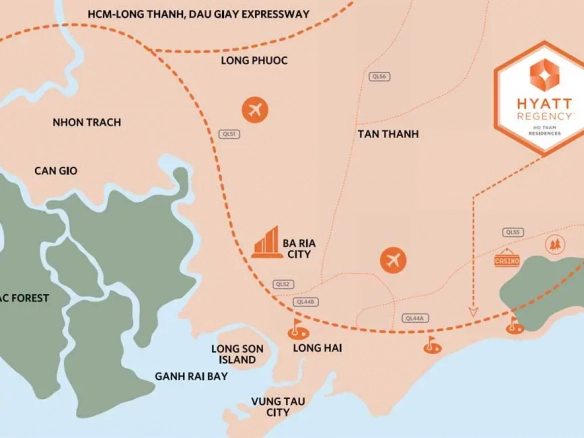 HCM-LONG THANH, DAU GIAY EXPRESSWAY
LONG PHUOC
QL56
HYATT
REGENCY
HO TRAM
RESIDENCES
NHON TRACH
QL51
TAN THANH
CAN GIO
QL55
BA RIA
CITY
CASINO
QL52
AC FOREST
QL44B
QL44A
LONG SON
ISLAND
LONG HAI
GANH RAI BAY
VUNG TAU
CITY